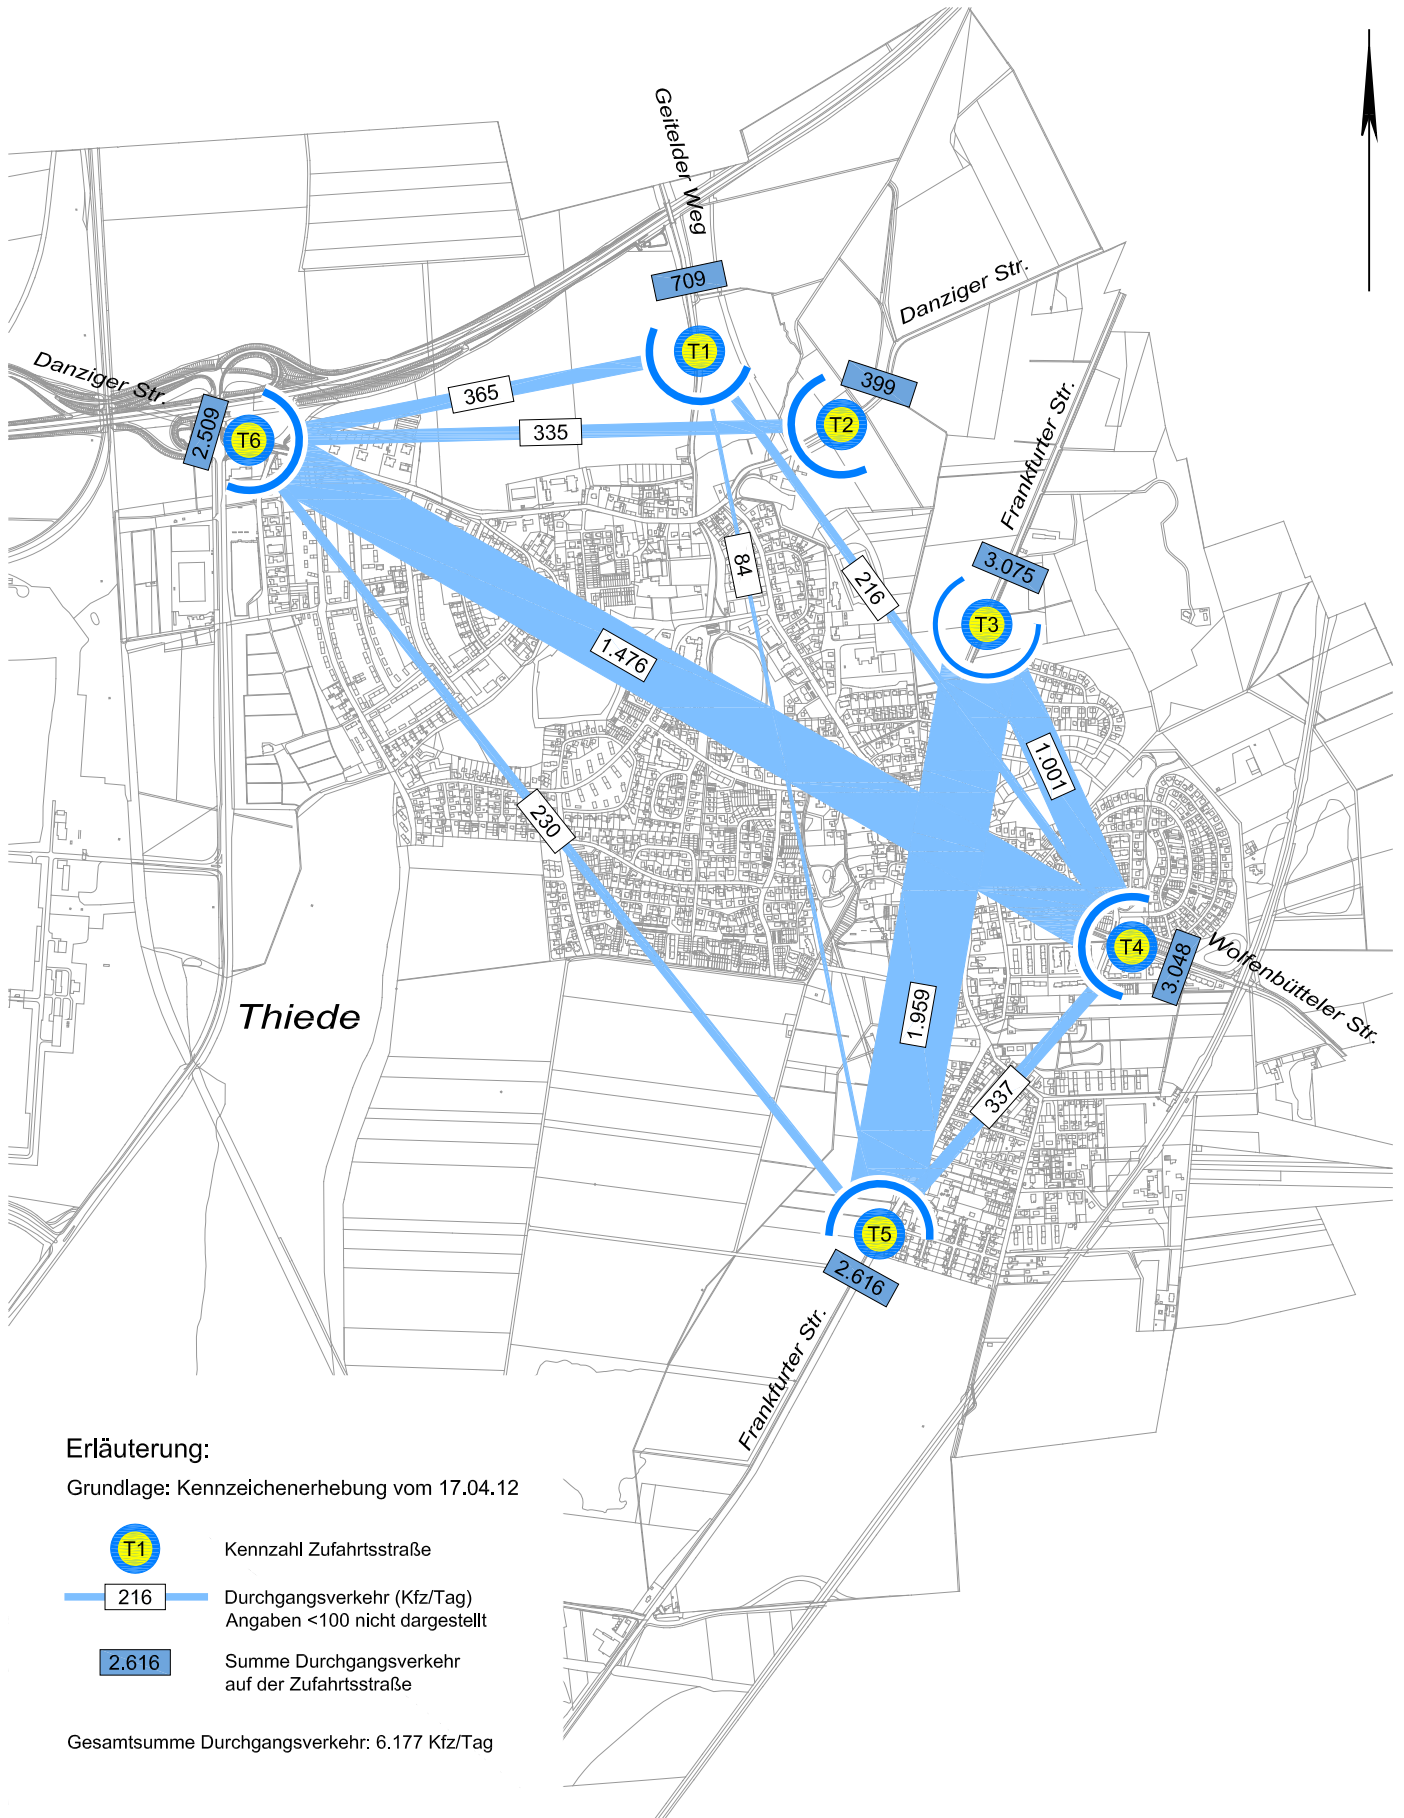 Geitelder Weg
709
T1
Danziger Str.
399
T2
Danziger Str.
2.509
T6
365
335
Frankfurter Str.
3.075
T3
84
216
1.476
1.001
230
T4
3.048
Wolfenbütteler Str.
1.959
Thiede
337
T5
2.616
Frankfurter Str.
Erläuterung:
Grundlage: Kennzeichenerhebung vom 17.04.12
T1
Kennzahl Zufahrtsstraße
216
Durchgangsverkehr (Kfz/Tag)
Angaben <100 nicht dargestellt
2.616
Summe Durchgangsverkehr
auf der Zufahrtsstraße
Gesamtsumme Durchgangsverkehr: 6.177 Kfz/Tag